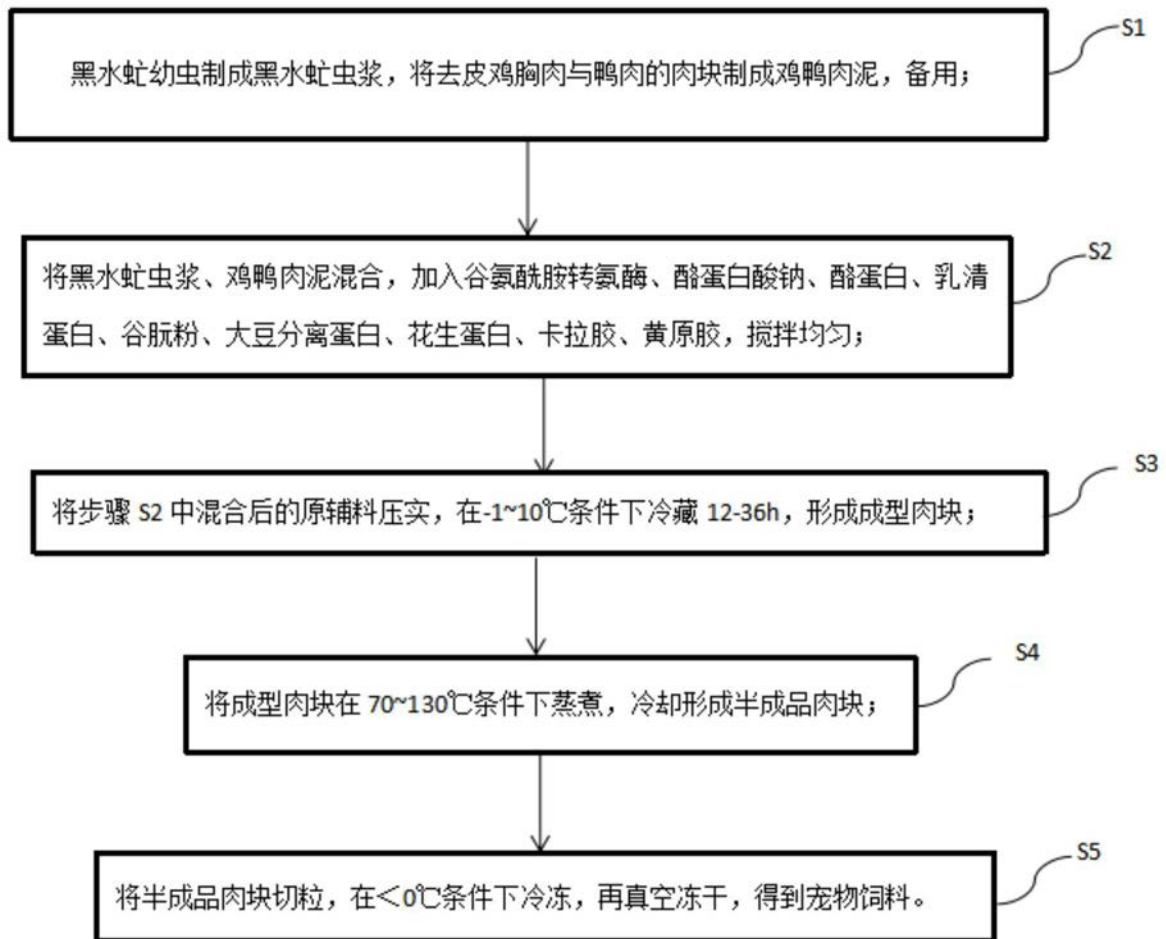 S1
黑水虻幼虫制成黑水虻虫浆，将去皮鸡胸肉与鸭肉的肉块制成鸡鸭肉泥，备用；
S2
将黑水虻虫浆、鸡鸭肉泥混合，加入谷氨酰胺转氨酶、酪蛋白酸钠、酪蛋白、乳清
蛋白、谷朊粉、大豆分离蛋白、花生蛋白、卡拉胶、黄原胶，搅拌均匀；
S3
将步骤 S2 中混合后的原辅料压实，在-1~10℃条件下冷藏 12-36h，形成成型肉块；
S4
将成型肉块在 70~130℃条件下蒸煮，冷却形成半成品肉块；
S5
将半成品肉块切粒，在＜0℃条件下冷冻，再真空冻干，得到宠物饲料。